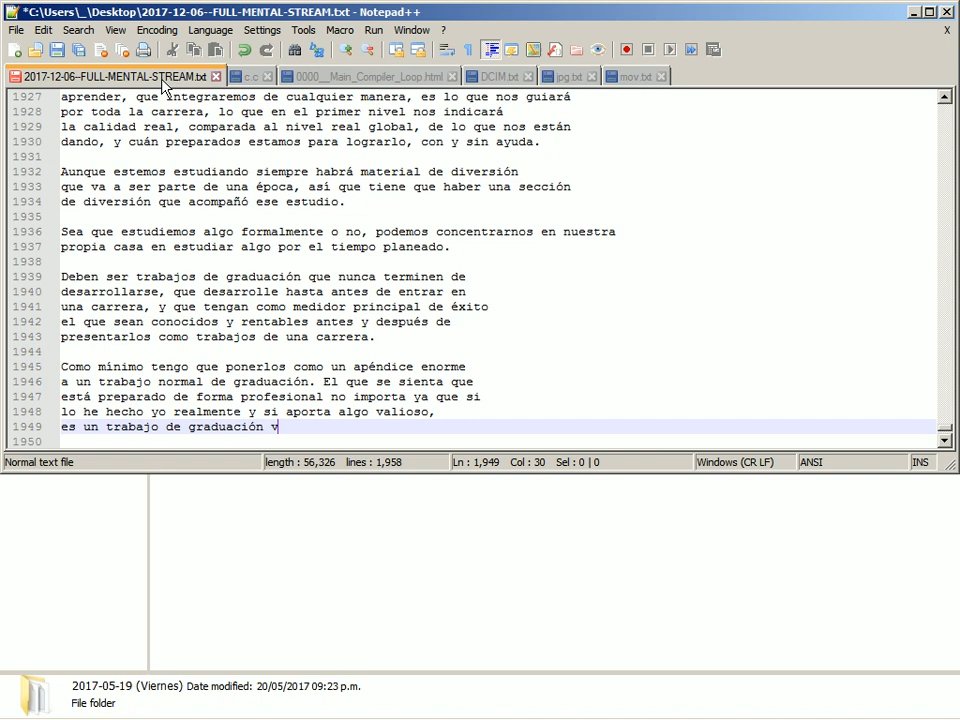 *C:\Users\_\Desktop\2017-12-06--FULL-MENTAL-STREAM.txt - Notepad++
File Edit Search View Encoding Language Settings Tools Macro Run Window ? X
2017-12-06--FULL-MENTAL-STREAM.txt c.c 0000__Main_Compiler_Loop.html DCIM.txt jpg.txt mov.txt
1927 aprender, que integraremos de cualquier manera, es lo que nos guiará
1928 por toda la carrera, lo que en el primer nivel nos indicará
1929 la calidad real, comparada al nivel real global, de lo que nos están
1930 dando, y cuán preparados estamos para lograrlo, con y sin ayuda.
1931
1932 Aunque estemos estudiando siempre habrá material de diversión
1933 que va a ser parte de una época, así que tiene que haber una sección
1934 de diversión que acompañó ese estudio.
1935
1936 Sea que estudiemos algo formalmente o no, podemos concentrarnos en nuestra
1937 propia casa en estudiar algo por el tiempo planeado.
1938
1939 Deben ser trabajos de graduación que nunca terminen de
1940 desarrollarse, que desarrolle hasta antes de entrar en
1941 una carrera, y que tengan como medidor principal de éxito
1942 el que sean conocidos y rentables antes y después de
1943 presentarlos como trabajos de una carrera.
1944
1945 Como mínimo tengo que ponerlos como un apéndice enorme
1946 a un trabajo normal de graduación. El que se sienta que
1947 está preparado de forma profesional no importa ya que si
1948 lo he hecho yo realmente y si aporta algo valioso,
1949 es un trabajo de graduación v
1950
Normal text file length : 56,326 lines : 1,958 Ln : 1,949 Col : 30 Sel : 0 | 0 Windows (CR LF) ANSI INS
2017-05-19 (Viernes) Date modified: 20/05/2017 09:23 p.m.
File folder